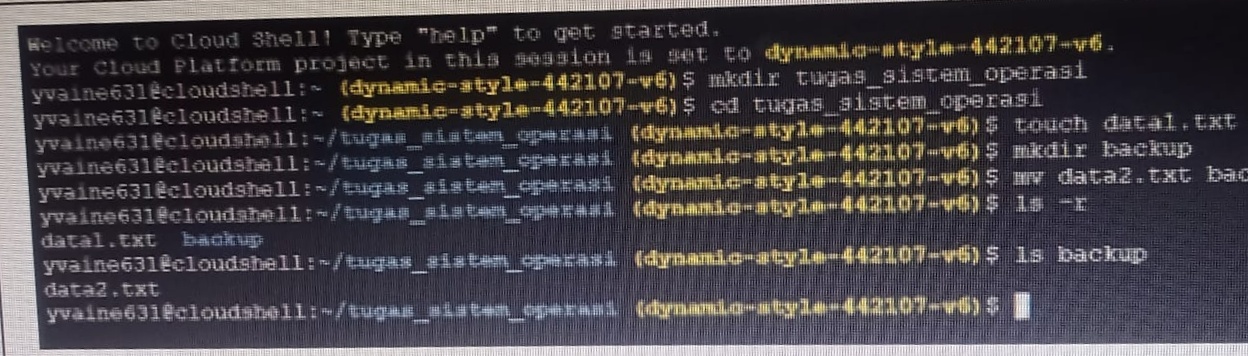 Welcome to Cloud Shell! Type "help" to get started.
Your Cloud Platform project in this session is set to dynamic-style-442107-v6.
yvaine631@cloudshell:~ (dynamic-style-442107-v6)$ mkdir tugas_sistem_operasi
yvaine631@cloudshell:~ (dynamic-style-442107-v6)$ cd tugas_sistem_operasi
yvaine631@cloudshell:~/tugas_sistem_operasi (dynamic-style-442107-v6)$ touch data1.txt
yvaine631@cloudshell:~/tugas_sistem_operasi (dynamic-style-442107-v6)$ mkdir backup
yvaine631@cloudshell:~/tugas_sistem_operasi (dynamic-style-442107-v6)$ mv data2.txt bac
yvaine631@cloudshell:~/tugas_sistem_operasi (dynamic-style-442107-v6)$ ls -r
data1.txt backup
yvaine631@cloudshell:~/tugas_sistem_operasi (dynamic-style-442107-v6)$ ls backup
data2.txt
yvaine631@cloudshell:~/tugas_sistem_operasi (dynamic-style-442107-v6)$